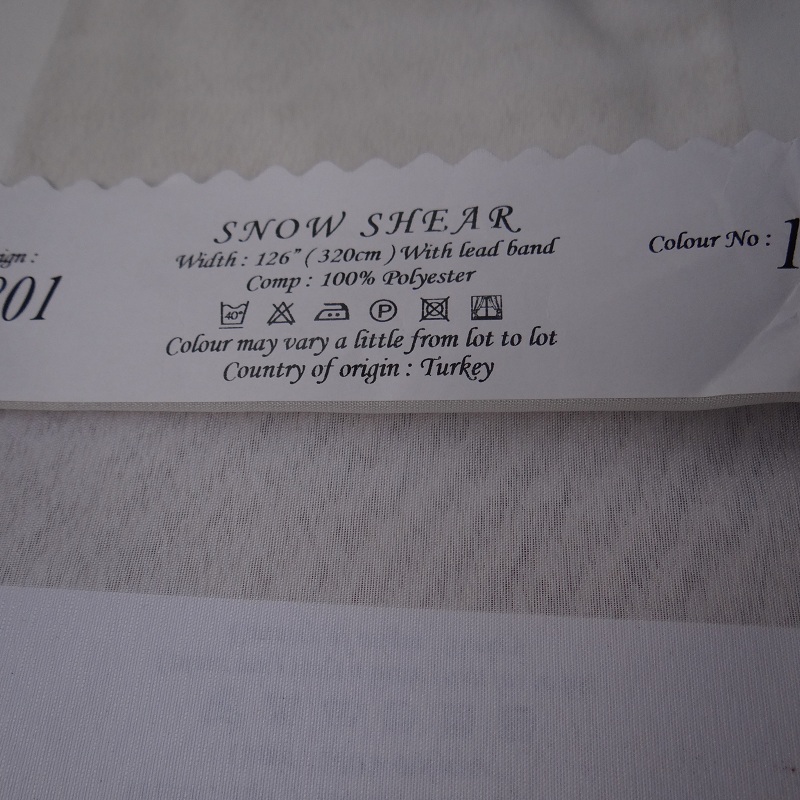 SNOW SHEAR
Width : 126" ( 320cm ) With lead band
Comp : 100% Polyester
40°
P
Colour may vary a little from lot to lot
Country of origin : Turkey
Colour No :